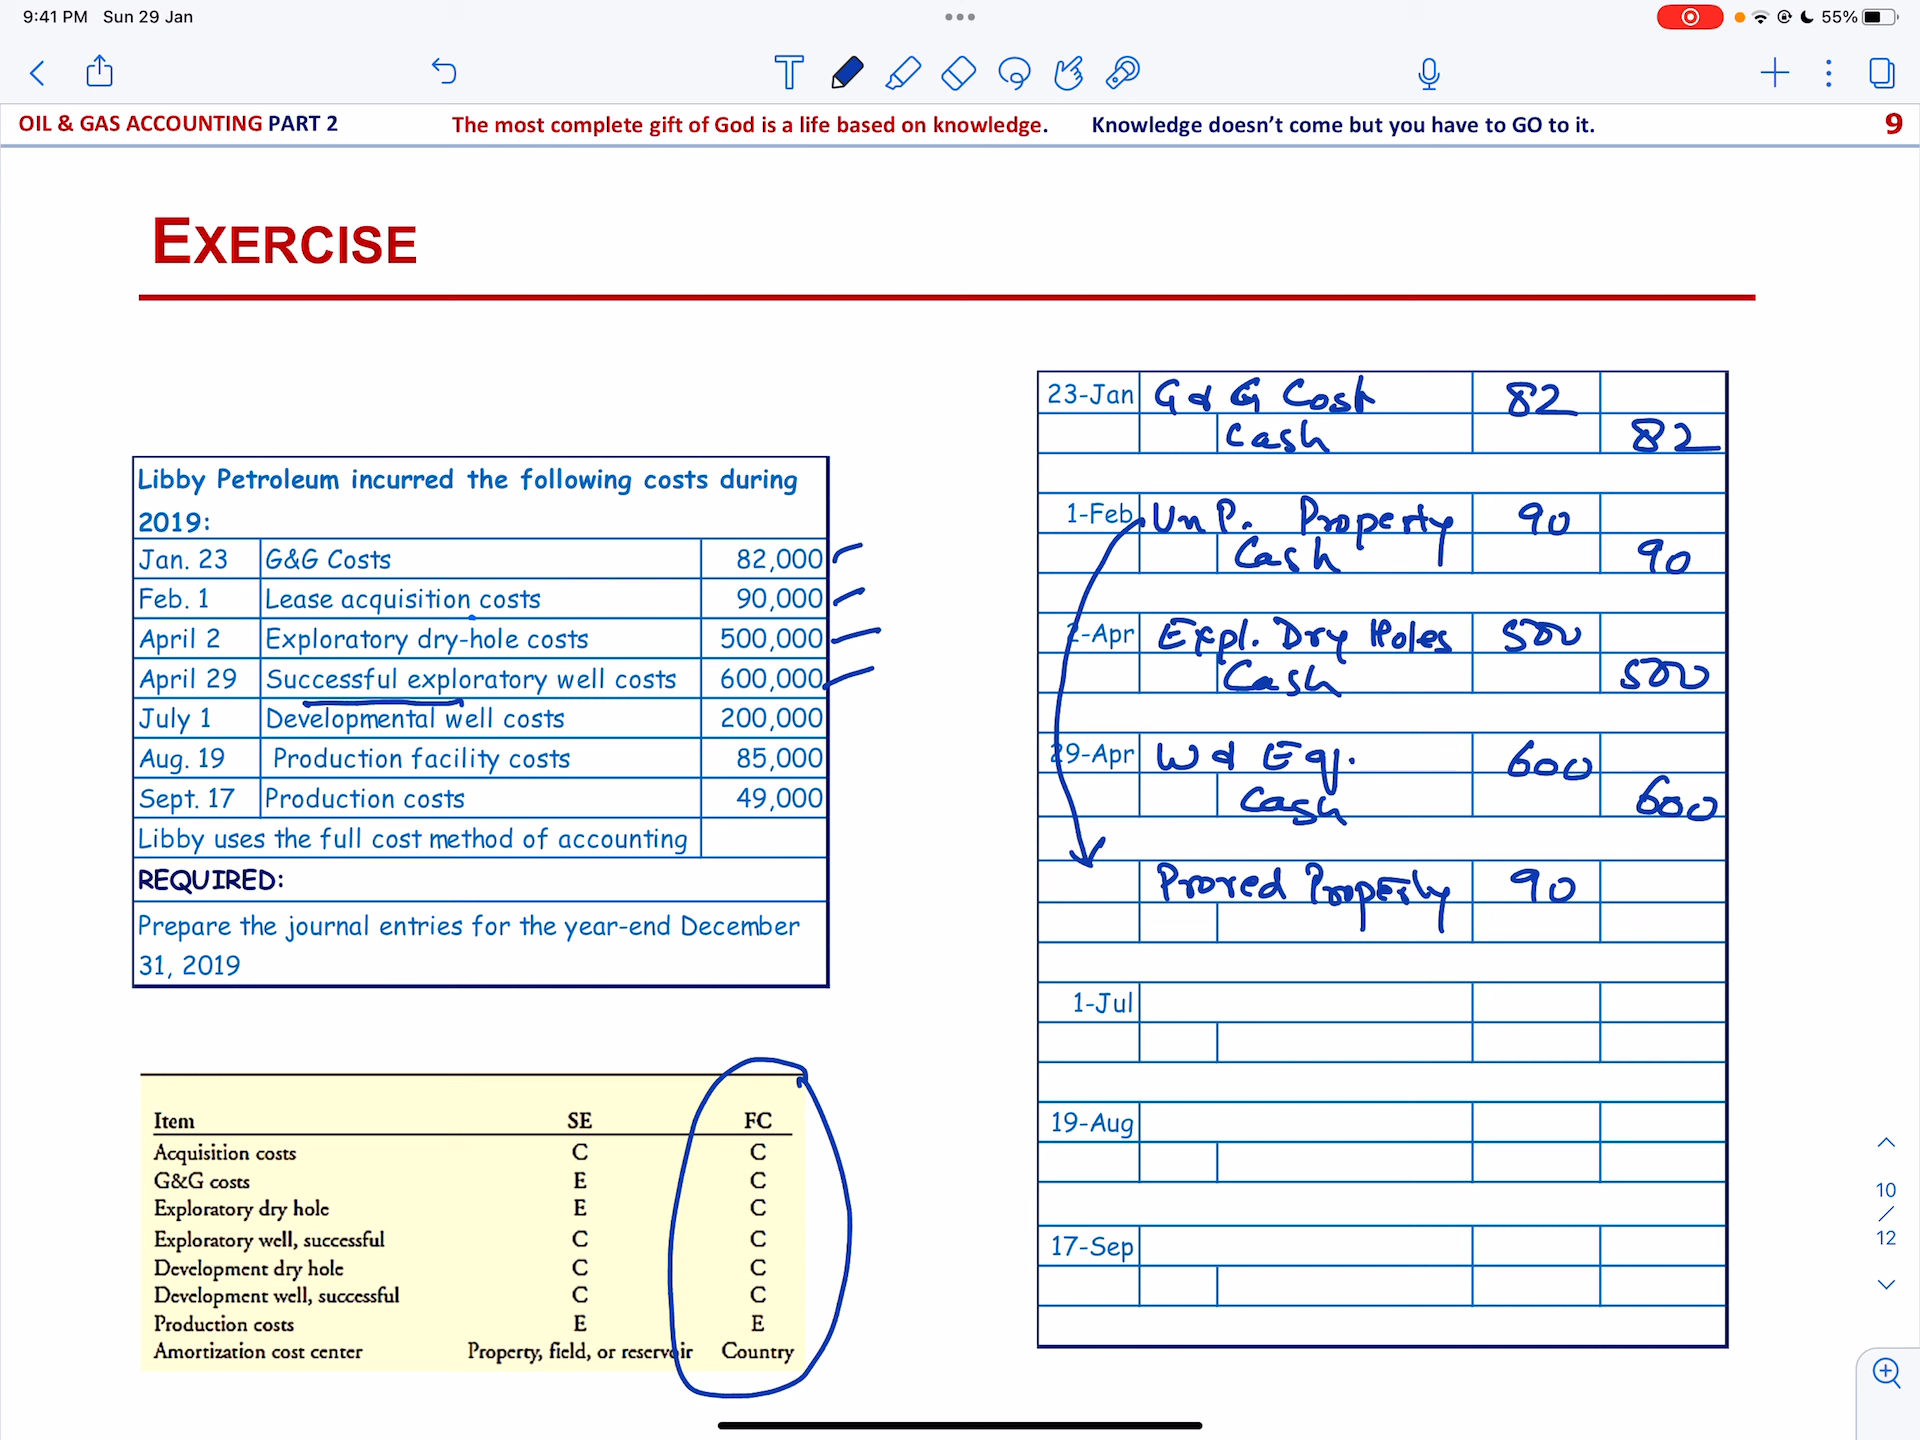 9:41 PM Sun 29 Jan 55%
OIL & GAS ACCOUNTING PART 2 The most complete gift of God is a life based on knowledge. Knowledge doesn't come but you have to GO to it. 9
EXERCISE
Libby Petroleum incurred the following costs during
2019:
Jan. 23 G&G Costs 82,000
Feb. 1 Lease acquisition costs 90,000
April 2 Exploratory dry-hole costs 500,000
April 29 Successful exploratory well costs 600,000
July 1 Developmental well costs 200,000
Aug. 19 Production facility costs 85,000
Sept. 17 Production costs 49,000
Libby uses the full cost method of accounting
REQUIRED:
Prepare the journal entries for the year-end December
31, 2019
Item SE FC
Acquisition costs C C
G&G costs E C
Exploratory dry hole E C
Exploratory well, successful C C
Development dry hole C C
Development well, successful C C
Production costs E E
Amortization cost center Property, field, or reservoir Country
23-Jan G & G Cost 82
Cash 82
1-Feb UnP. Property 90
Cash 90
2-Apr Expl. Dry Holes 500
Cash 500
29-Apr W & Eq. 600
Cash 600
Proved Property 90
1-Jul
19-Aug
17-Sep
10
/
12